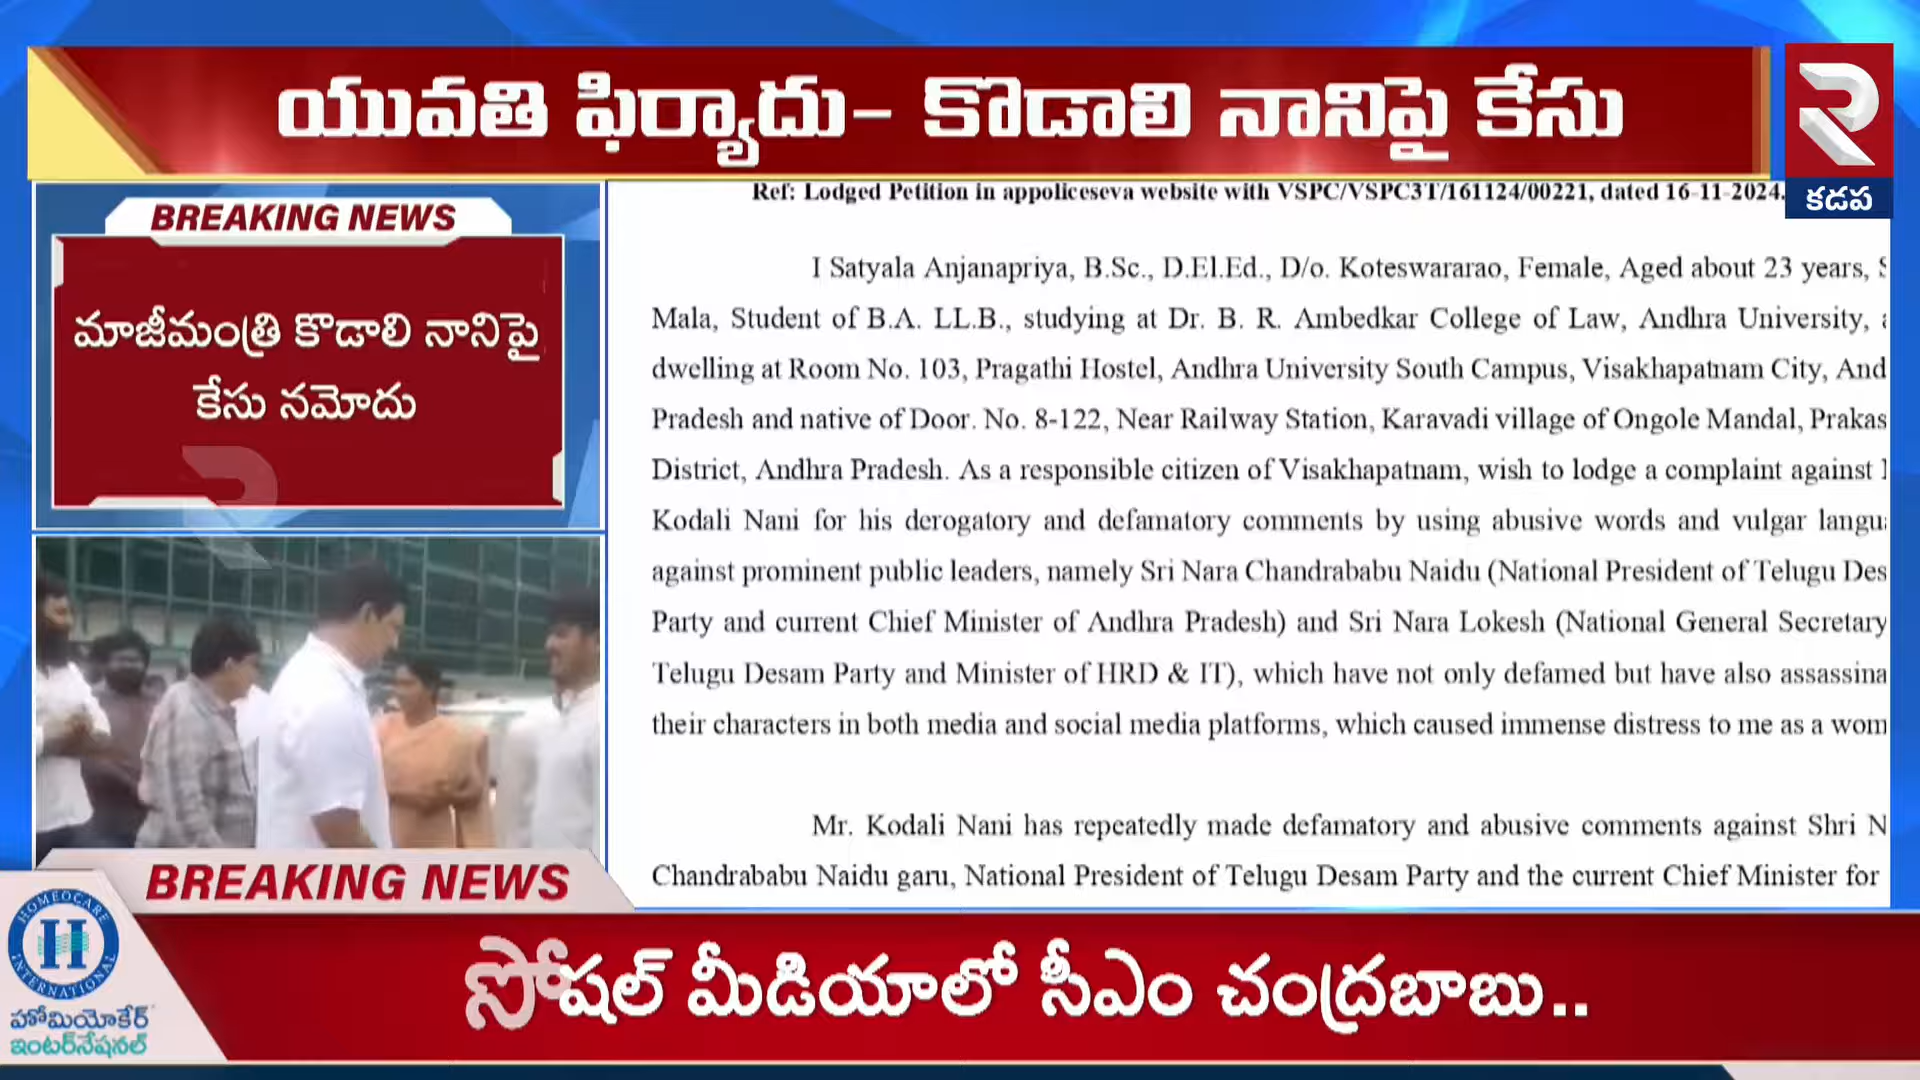 యువతి ఫిర్యాదు- కొడాలి నానిపై కేసు
కడప
BREAKING NEWS
మాజీమంత్రి కొడాలి నానిపై
కేసు నమోదు
Ref: Lodged Petition in appoliceseva website with VSPC/VSPC3T/161124/00221, dated 16-11-2024.
I Satyala Anjanapriya, B.Sc., D.El.Ed., D/o. Koteswararao, Female, Aged about 23 years,
Mala, Student of B.A. LL.B., studying at Dr. B. R. Ambedkar College of Law, Andhra University,
dwelling at Room No. 103, Pragathi Hostel, Andhra University South Campus, Visakhapatnam City, And
Pradesh and native of Door. No. 8-122, Near Railway Station, Karavadi village of Ongole Mandal, Prakas
District, Andhra Pradesh. As a responsible citizen of Visakhapatnam, wish to lodge a complaint against
Kodali Nani for his derogatory and defamatory comments by using abusive words and vulgar langu
against prominent public leaders, namely Sri Nara Chandrababu Naidu (National President of Telugu Des
Party and current Chief Minister of Andhra Pradesh) and Sri Nara Lokesh (National General Secretary
Telugu Desam Party and Minister of HRD & IT), which have not only defamed but have also assassina
their characters in both media and social media platforms, which caused immense distress to me as a wom
Mr. Kodali Nani has repeatedly made defamatory and abusive comments against Shri N
Chandrababu Naidu garu, National President of Telugu Desam Party and the current Chief Minister for
BREAKING NEWS
HOMEOCARE
H
INTERNATIONAL
హోమియోకేర్
ఇంటర్‌నేషనల్
సోషల్ మీడియాలో సీఎం చంద్రబాబు..